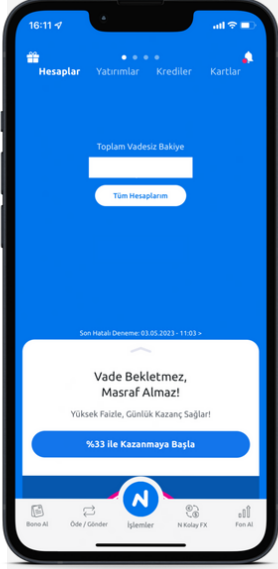 16:11
Hesaplar Yatırımlar Krediler Kartlar
Toplam Vadesiz Bakiye
Tüm Hesaplarım
Son Hatalı Deneme: 03.05.2023 - 11:03 >
Vade Bekletmez,
Masraf Almaz!
Yüksek Faizle, Günlük Kazanç Sağlar!
%33 ile Kazanmaya Başla
N
Bono Al Öde / Gönder İşlemler N Kolay FX Fon Al